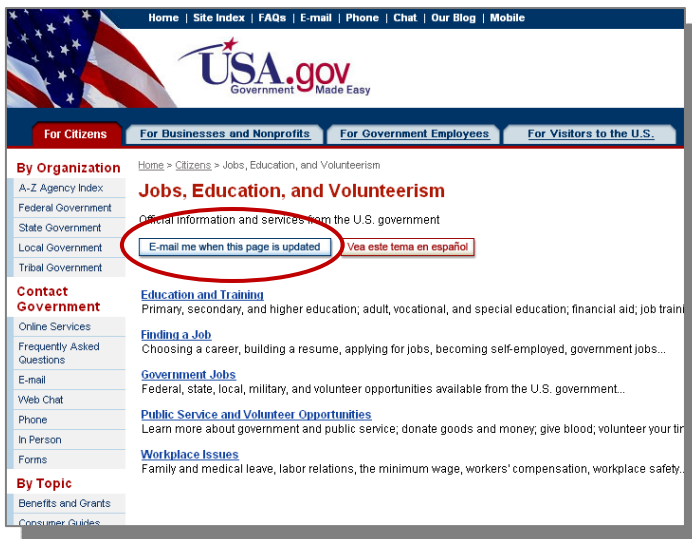 Home | Site Index | FAQs | E-mail | Phone | Chat | Our Blog | Mobile
USA.gov
Government Made Easy
For Citizens
For Businesses and Nonprofits
For Government Employees
For Visitors to the U.S.
By Organization
A-Z Agency Index
Federal Government
State Government
Local Government
Tribal Government
Contact
Government
Online Services
Frequently Asked
Questions
E-mail
Web Chat
Phone
In Person
Forms
By Topic
Benefits and Grants
Consumer Guides
Home > Citizens > Jobs, Education, and Volunteerism
Jobs, Education, and Volunteerism
Official information and services from the U.S. government
E-mail me when this page is updated
Vea este tema en español
Education and Training
Primary, secondary, and higher education; adult, vocational, and special education; financial aid; job traini
Finding a Job
Choosing a career, building a resume, applying for jobs, becoming self-employed, government jobs...
Government Jobs
Federal, state, local, military, and volunteer opportunities available from the U.S. government...
Public Service and Volunteer Opportunities
Learn more about government and public service; donate goods and money; give blood; volunteer your
Workplace Issues
Family and medical leave, labor relations, the minimum wage, workers' compensation, workplace safety..